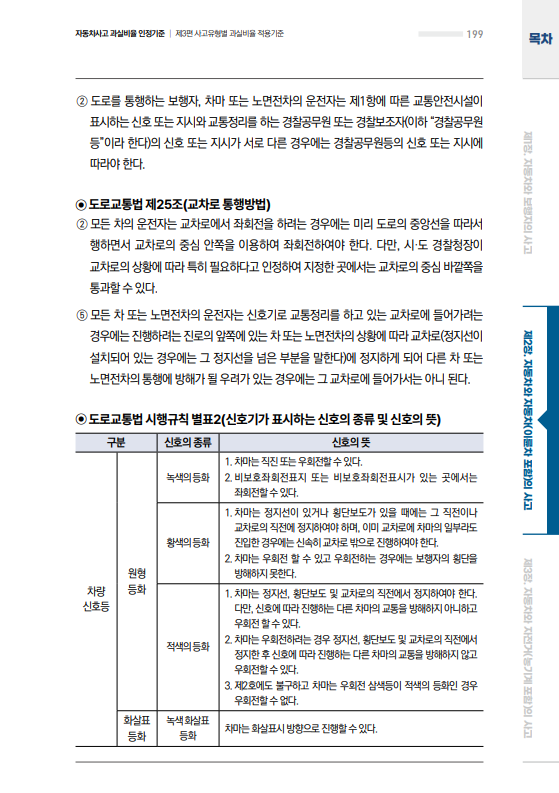 자동차사고 과실비율 인정기준 | 제3편 사고유형별 과실비율 적용기준
199
목차
② 도로를 통행하는 보행자, 차마 또는 노면전차의 운전자는 제1항에 따른 교통안전시설이
표시하는 신호 또는 지시와 교통정리를 하는 경찰공무원 또는 경찰보조자(이하 "경찰공무원
등"이라 한다)의 신호 또는 지시가 서로 다른 경우에는 경찰공무원등의 신호 또는 지시에
따라야 한다.
◉ 도로교통법 제25조(교차로 통행방법)
② 모든 차의 운전자는 교차로에서 좌회전을 하려는 경우에는 미리 도로의 중앙선을 따라서
행하면서 교차로의 중심 안쪽을 이용하여 좌회전하여야 한다. 다만, 시·도 경찰청장이
교차로의 상황에 따라 특히 필요하다고 인정하여 지정한 곳에서는 교차로의 중심 바깥쪽을
통과할 수 있다.
⑤ 모든 차 또는 노면전차의 운전자는 신호기로 교통정리를 하고 있는 교차로에 들어가려는
경우에는 진행하려는 진로의 앞쪽에 있는 차 또는 노면전차의 상황에 따라 교차로(정지선이
설치되어 있는 경우에는 그 정지선을 넘은 부분을 말한다)에 정지하게 되어 다른 차 또는
노면전차의 통행에 방해가 될 우려가 있는 경우에는 그 교차로에 들어가서는 아니 된다.
◉ 도로교통법 시행규칙 별표2(신호기가 표시하는 신호의 종류 및 신호의 뜻)
구분 신호의 종류 신호의 뜻
차량
신호등
원형
등화
녹색의 등화
1. 차마는 직진 또는 우회전할 수 있다.
2. 비보호좌회전표지 또는 비보호좌회전표시가 있는 곳에서는
좌회전할 수 있다.
황색의 등화
1. 차마는 정지선이 있거나 횡단보도가 있을 때에는 그 직전이나
교차로의 직전에 정지하여야 하며, 이미 교차로에 차마의 일부라도
진입한 경우에는 신속히 교차로 밖으로 진행하여야 한다.
2. 차마는 우회전 할 수 있고 우회전하는 경우에는 보행자의 횡단을
방해하지 못한다.
적색의 등화
1. 차마는 정지선, 횡단보도 및 교차로의 직전에서 정지하여야 한다.
다만, 신호에 따라 진행하는 다른 차마의 교통을 방해하지 아니하고
우회전 할 수 있다.
2. 차마는 우회전하려는 경우 정지선, 횡단보도 및 교차로의 직전에서
정지한 후 신호에 따라 진행하는 다른 차마의 교통을 방해하지 않고
우회전할 수 있다.
3. 제2호에도 불구하고 차마는 우회전 삼색등이 적색의 등화인 경우
우회전할 수 없다.
화살표
등화
녹색 화살표
등화
차마는 화살표시 방향으로 진행할 수 있다.
제1장. 자동차와 보행자의 사고
제2장. 자동차와 자동차(이륜차 포함)의 사고
제3장. 자동차와 자전거(농기계 포함)의 사고